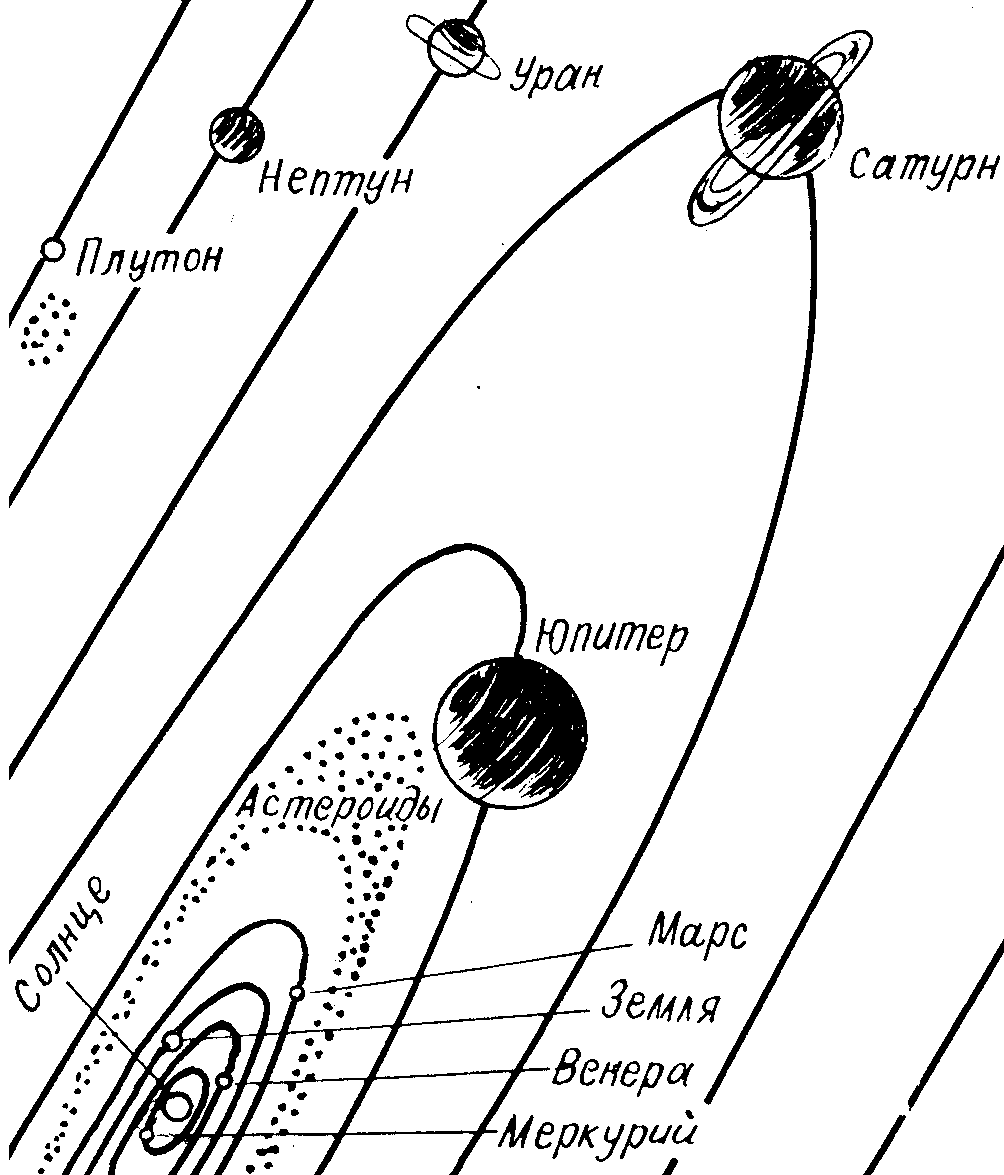 Уран
Сатурн
Нептун
Плутон
Юпитер
Астероиды
Солнце
Марс
Земля
Венера
Меркурий